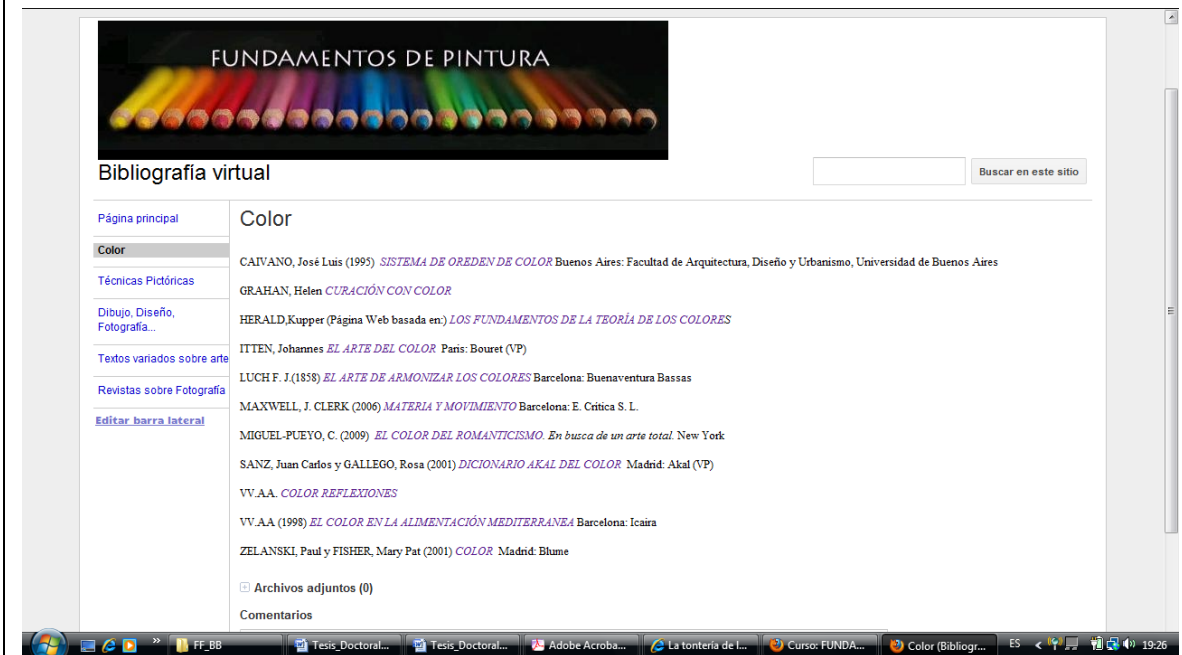 FUNDAMENTOS DE PINTURA
Bibliografía virtual
Buscar en este sitio
Página principal
Color
Técnicas Pictóricas
Dibujo, Diseño,
Fotografía...
Textos variados sobre arte
Revistas sobre Fotografía
Editar barra lateral
Color
CAIVANO, José Luis (1995) SISTEMA DE OREDEN DE COLOR Buenos Aires: Facultad de Arquitectura, Diseño y Urbanismo, Universidad de Buenos Aires
GRAHAN, Helen CURACIÓN CON COLOR
HERALD,Kupper (Página Web basada en:) LOS FUNDAMENTOS DE LA TEORÍA DE LOS COLORES
ITTEN, Johannes EL ARTE DEL COLOR Paris: Bouret (VP)
LUCH F. J.(1858) EL ARTE DE ARMONIZAR LOS COLORES Barcelona: Buenaventura Bassas
MAXWELL, J. CLERK (2006) MATERIA Y MOVIMIENTO Barcelona: E. Critica S. L.
MIGUEL-PUEYO, C. (2009) EL COLOR DEL ROMANTICISMO. En busca de un arte total. New York
SANZ, Juan Carlos y GALLEGO, Rosa (2001) DICIONARIO AKAL DEL COLOR Madrid: Akal (VP)
VV.AA. COLOR REFLEXIONES
VV.AA (1998) EL COLOR EN LA ALIMENTACIÓN MEDITERRANEA Barcelona: Icaira
ZELANSKI, Paul y FISHER, Mary Pat (2001) COLOR Madrid: Blume
Archivos adjuntos (0)
Comentarios
FF_BB
Tesis_Doctoral...
Tesis_Doctoral...
Adobe Acroba...
La tontería de l...
Curso: FUNDA...
Color (Bibliogr...
ES
19:26